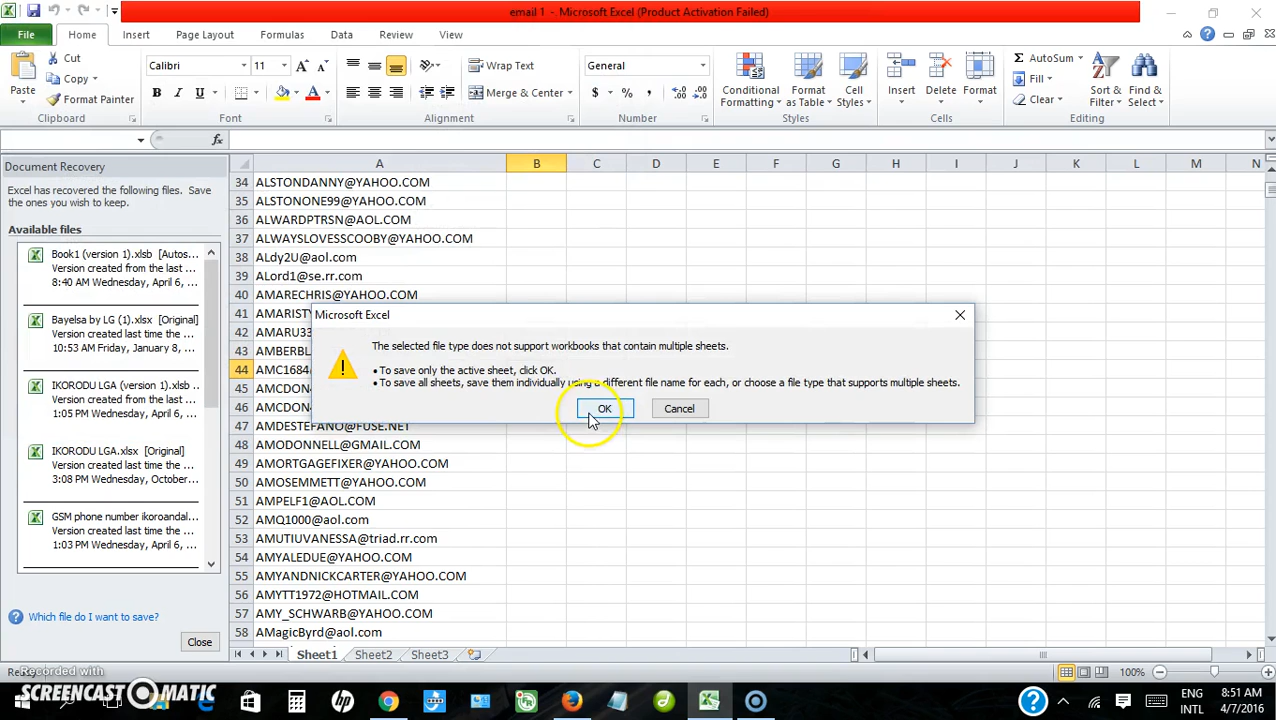 email 1 - Microsoft Excel (Product Activation Failed)
File Home Insert Page Layout Formulas Data Review View
Paste Cut Copy Format Painter Clipboard
Calibri 11 B I U A Font
Wrap Text Merge & Center Alignment
General $ % , Number
Conditional Formatting Format as Table Cell Styles Styles
Insert Delete Format Cells
Σ AutoSum Fill Clear Sort & Filter Find & Select Editing
fx
Document Recovery
Excel has recovered the following files. Save
the ones you wish to keep.
Available files
Book1 (version 1).xlsb [Autos...
Version created from the last ...
8:40 AM Wednesday, April 6, ...
Bayelsa by LG (1).xlsx [Original]
Version created last time the ...
10:53 AM Friday, January 8, ...
IKORODU LGA (version 1).xlsb ...
Version created from the last ...
1:05 PM Wednesday, April 6, ...
IKORODU LGA.xlsx [Original]
Version created last time the ...
3:08 PM Wednesday, October...
GSM phone number ikoroandal...
Version created from the last ...
1:03 PM Wednesday, April 6, ...
Which file do I want to save?
Close
A B C D E F G H I J K L M N
34 ALSTONDANNY@YAHOO.COM
35 ALSTONONE99@YAHOO.COM
36 ALWARDPTRSN@AOL.COM
37 ALWAYSLOVESSCOOBY@YAHOO.COM
38 ALdy2U@aol.com
39 ALord1@se.rr.com
40 AMARECHRIS@YAHOO.COM
41 AMARISTY
42 AMARU33
43 AMBERBL
44 AMC1684
45 AMCDON
46 AMCDON
47 AMDESTEFANO@FUSE.NET
48 AMODONNELL@GMAIL.COM
49 AMORTGAGEFIXER@YAHOO.COM
50 AMOSEMMETT@YAHOO.COM
51 AMPELF1@AOL.COM
52 AMQ1000@aol.com
53 AMUTIUVANESSA@triad.rr.com
54 AMYALEDUE@YAHOO.COM
55 AMYANDNICKCARTER@YAHOO.COM
56 AMYTT1972@HOTMAIL.COM
57 AMY_SCHWARB@YAHOO.COM
58 AMagicByrd@aol.com
Microsoft Excel
The selected file type does not support workbooks that contain multiple sheets.
• To save only the active sheet, click OK.
• To save all sheets, save them individually using a different file name for each, or choose a file type that supports multiple sheets.
OK Cancel
Sheet1 Sheet2 Sheet3
100%
Recorded with
SCREENCAST-O-MATIC
hp
ENG
INTL
8:51 AM
4/7/2016